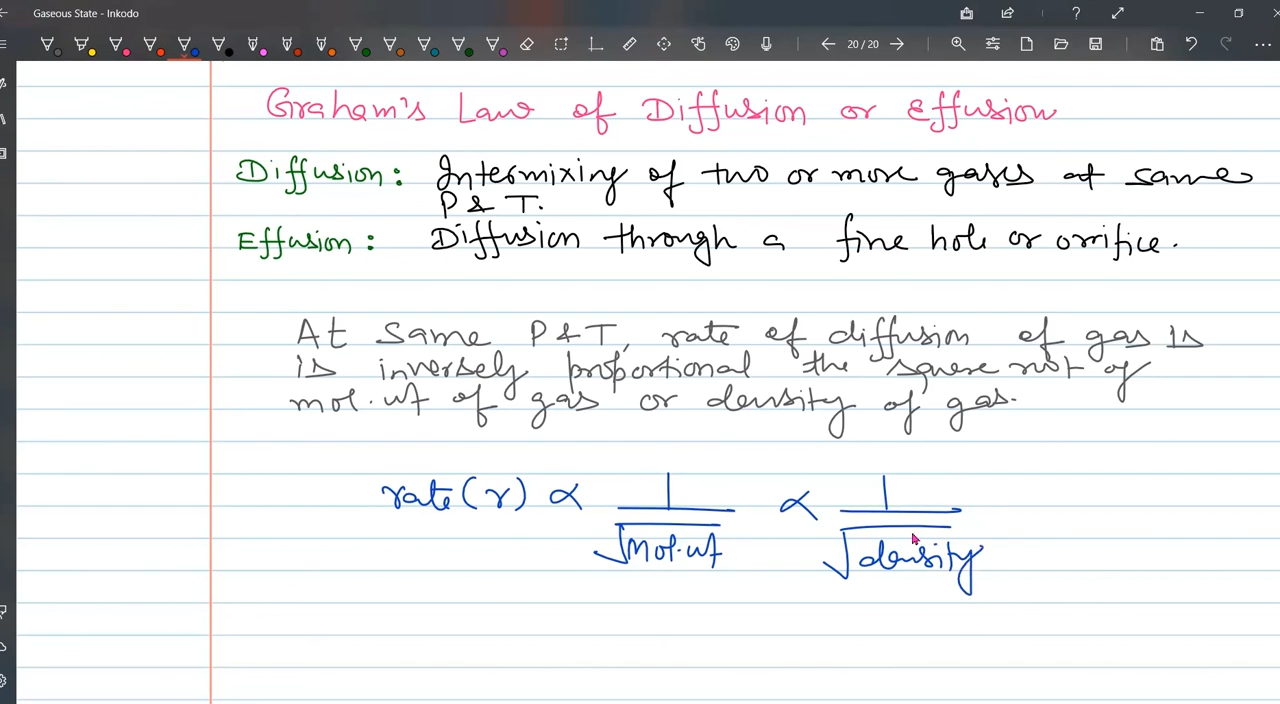 Gaseous State - Inkodo
20/20
Graham's Law of Diffusion or Effusion
Diffusion: Intermixing of two or more gases at same
P & T.
Effusion: Diffusion through a fine hole or orrifice.
At same P & T, rate of diffusion of gas is
is inversely proportional the squere root of
mol.wt of gas or density of gas.
rate(r) ∝ 1/√mol.wt ∝ 1/√density